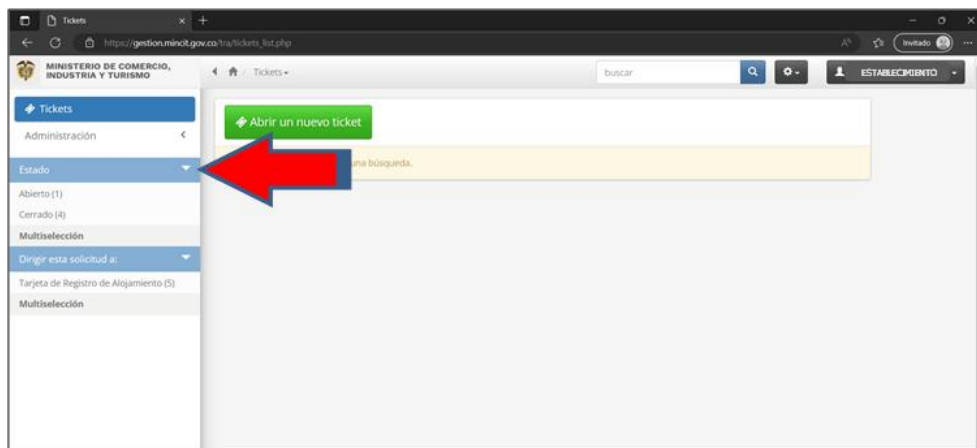 Tickets
https://gestion.mincit.gov.co/tra/tickets_list.php
Invitado
MINISTERIO DE COMERCIO,
INDUSTRIA Y TURISMO
Tickets
buscar
ESTABLECIMIENTO
Tickets
Administración
Abrir un nuevo ticket
una búsqueda.
Estado
Abierto (1)
Cerrado (4)
Multiselección
Dirigir esta solicitud a:
Tarjeta de Registro de Alojamiento (5)
Multiselección